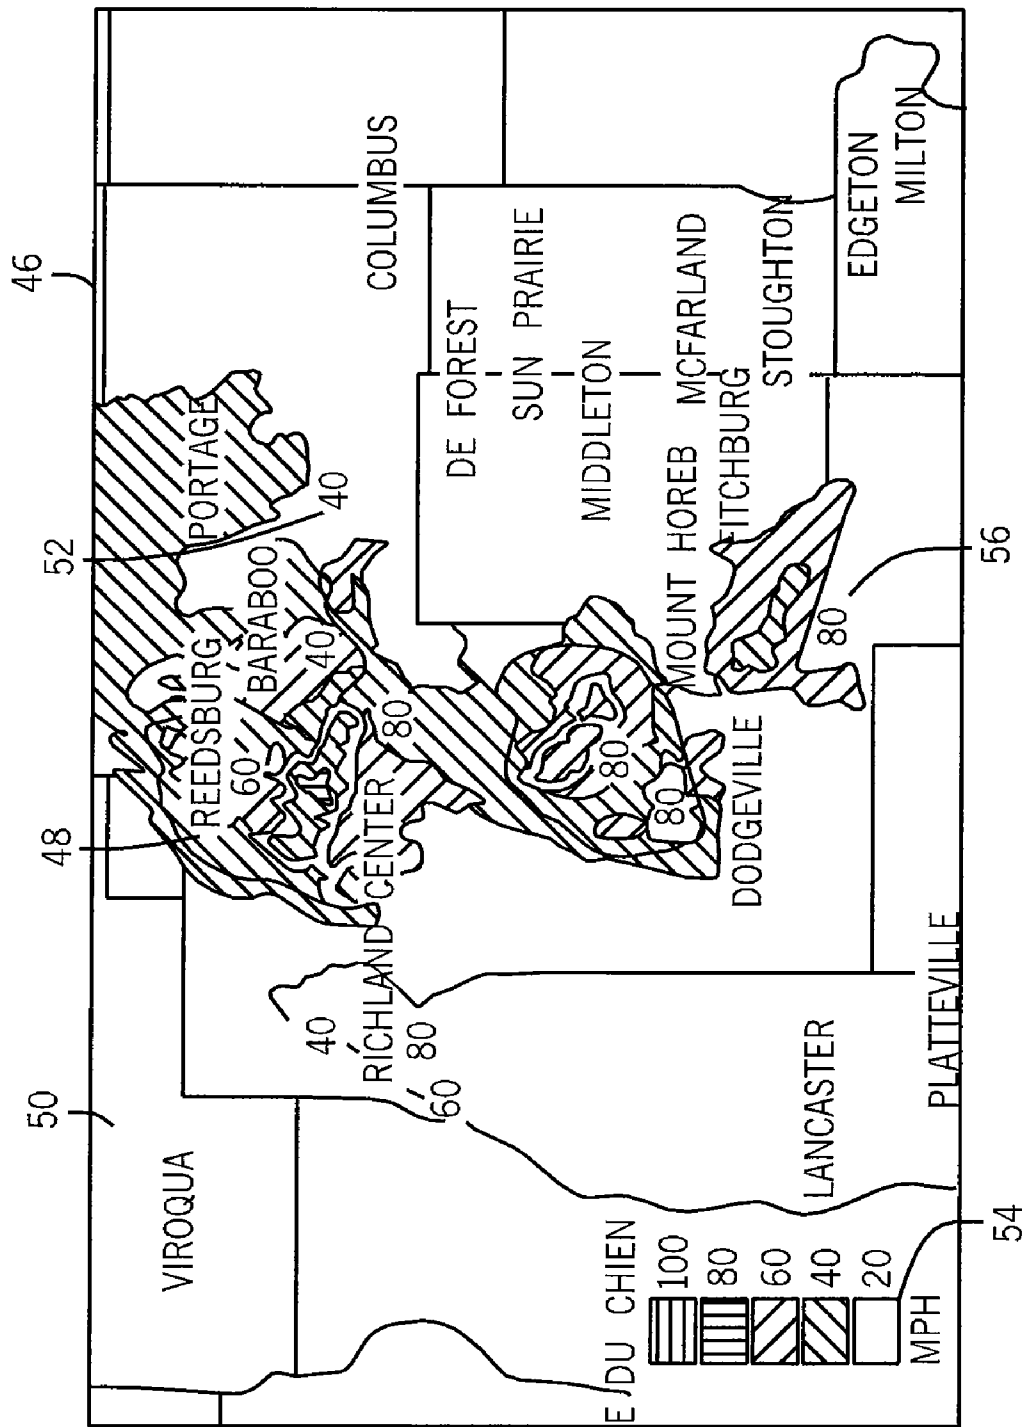 46
48
50
52
54
56
VIROQUA
REEDSBURG
PORTAGE
BARABOO
60
40
40
COLUMBUS
40
RICHLAND CENTER
80
80
60
DE FOREST
SUN PRAIRIE
MIDDLETON
80
80
MOUNT HOREB
MCFARLAND
FITCHBURG
STOUGHTON
80
DODGEVILLE
EDGETON
MILTON
LANCASTER
PLATTEVILLE
E DU CHIEN
100
80
60
40
20
MPH